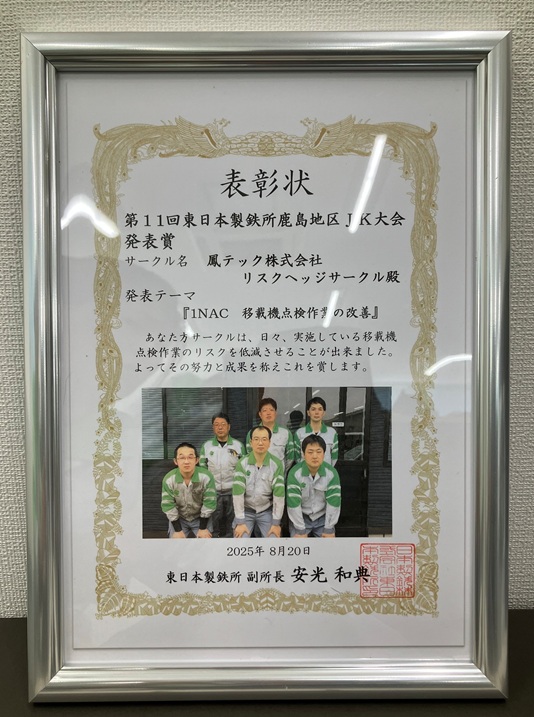 表彰状
第11回東日本製鉄所鹿島地区 JK大会
発表賞
サークル名　鳳テック株式会社
リスクヘッジサークル殿
発表テーマ
『1NAC　移載機点検作業の改善』
あなた方サークルは、日々、実施している移載機
点検作業のリスクを低減させることが出来ました。
よってその努力と成果を称えこれを賞します。
2025年 8月20日
東日本製鉄所 副所長 安光 和典